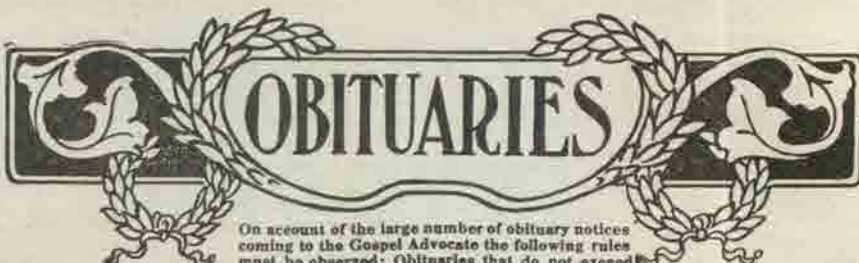 OBITUARIES
On account of the large number of obituary notices
coming to the Gospel Advocate the following rules
must be observed: Obituaries that do not exceed